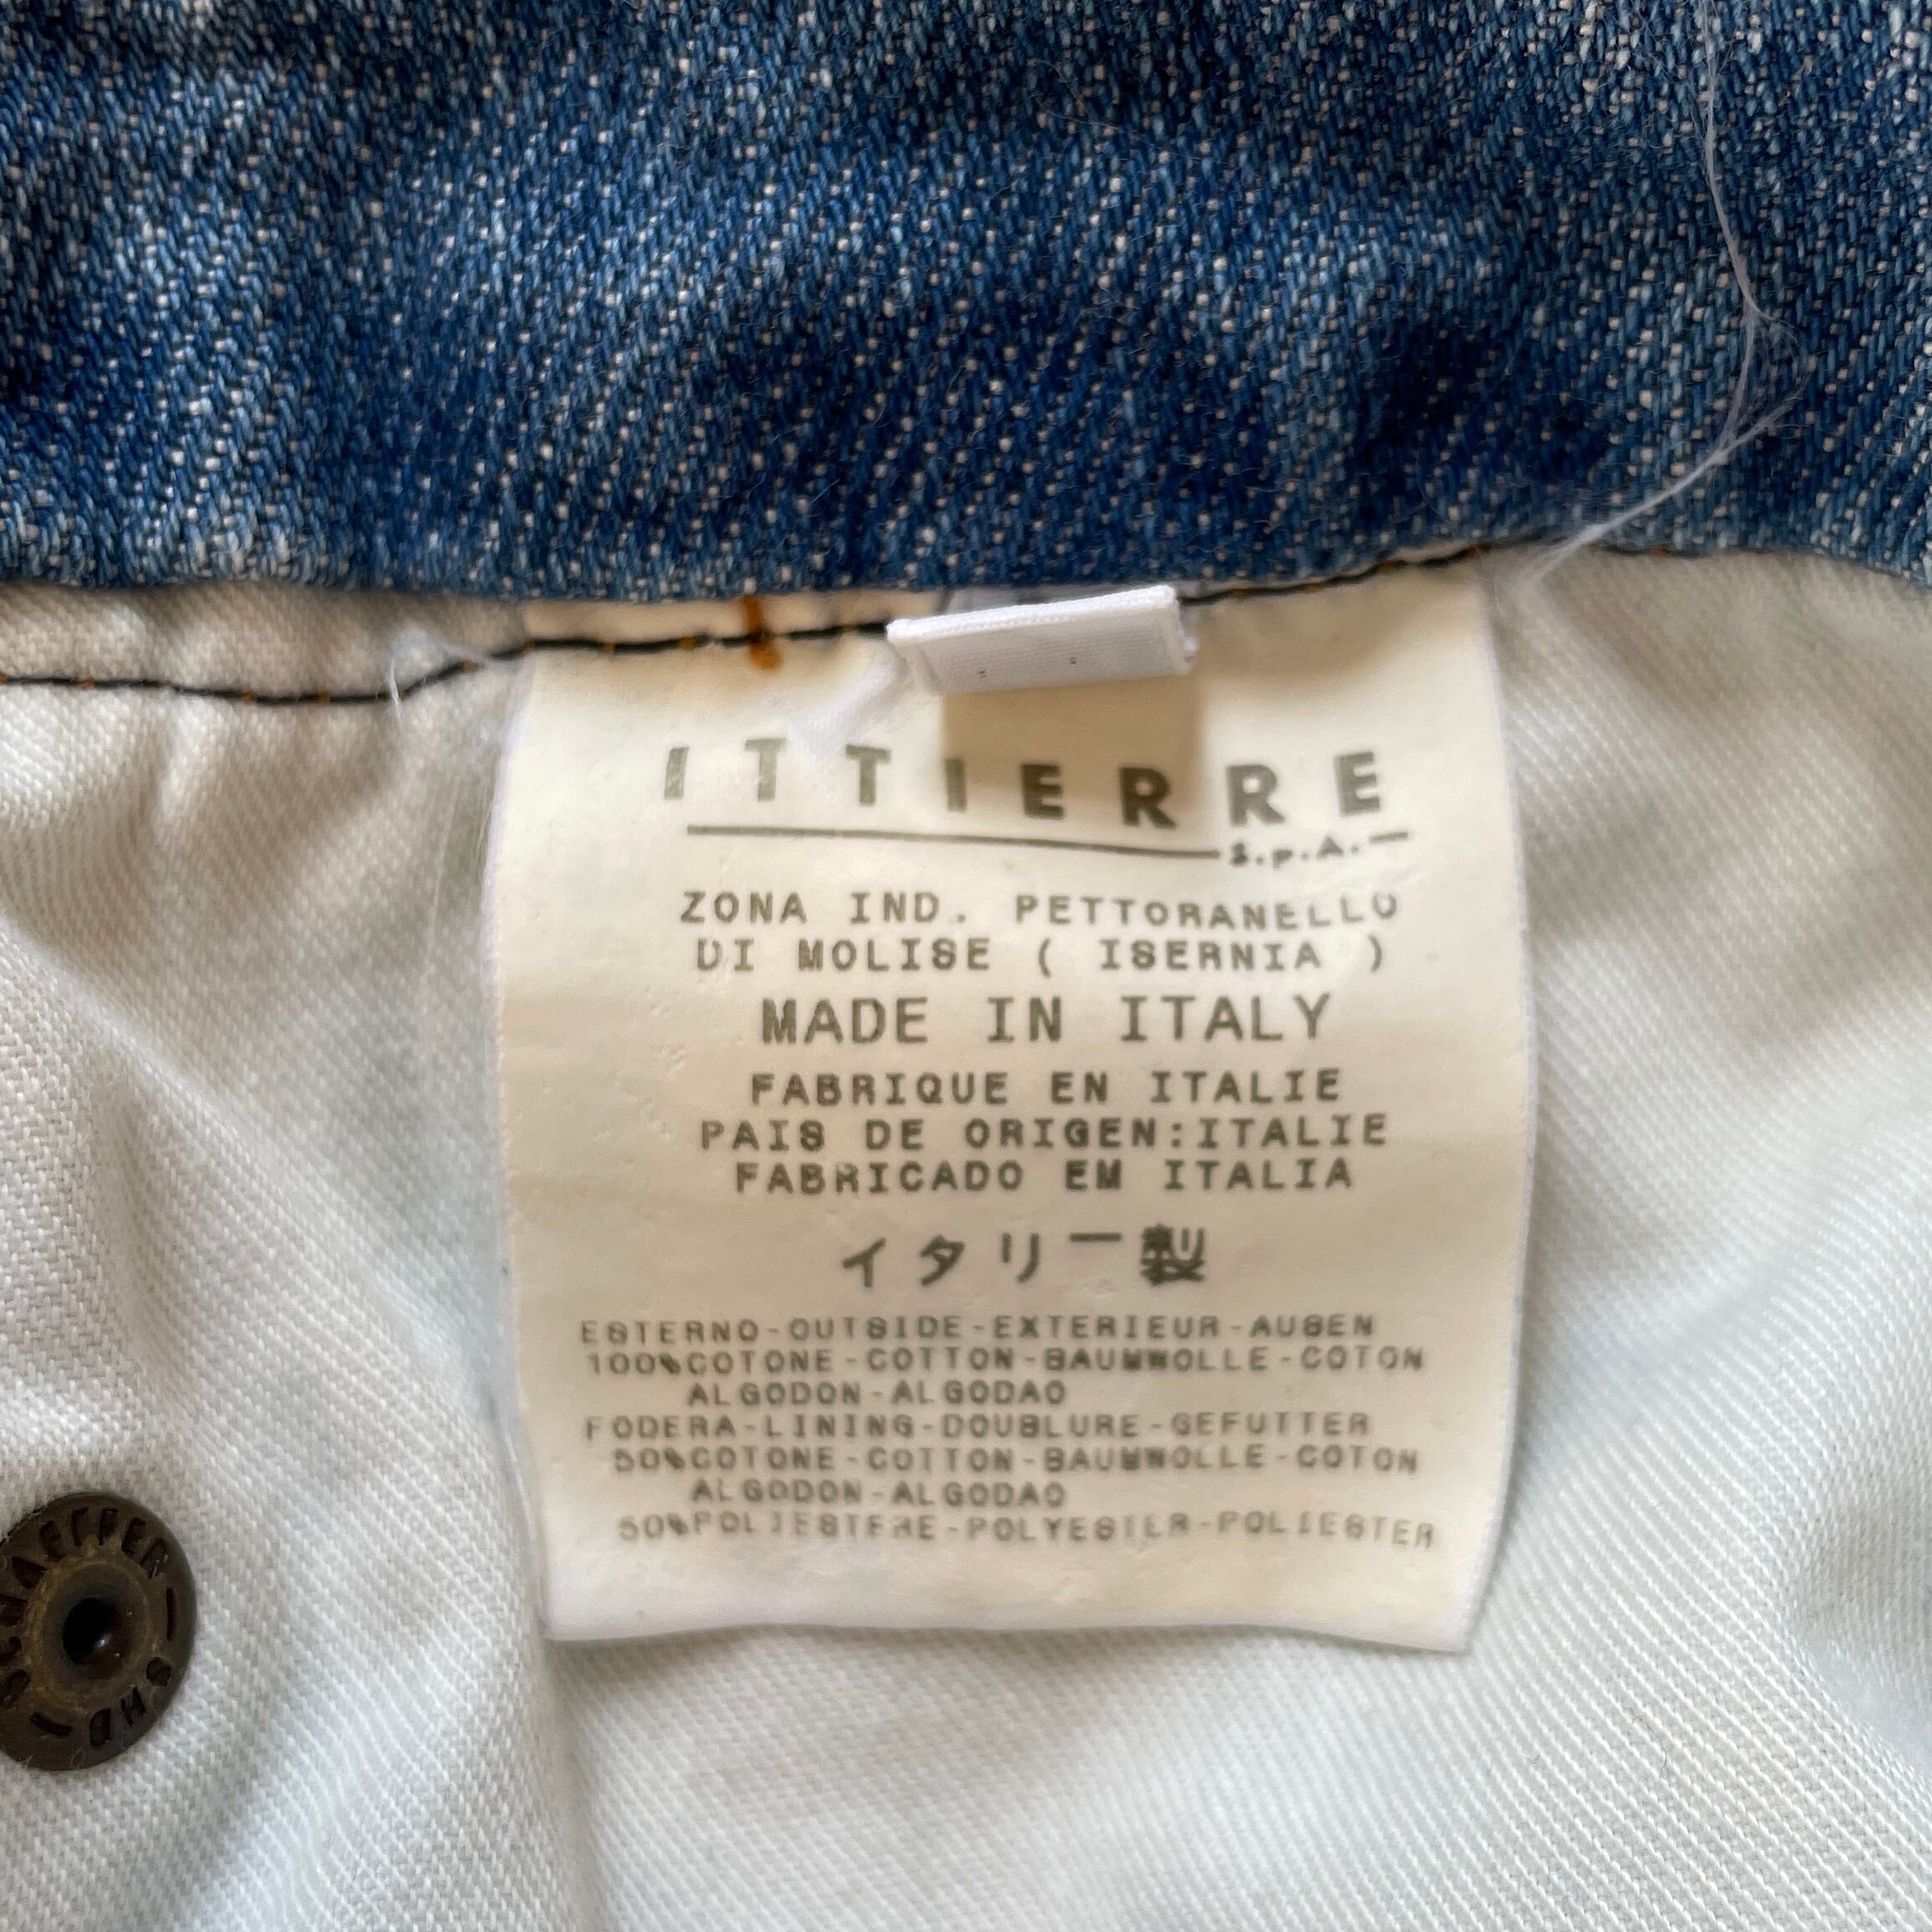 ITTIERRE
S.p.A.
ZONA IND. PETTORANELLO
DI MOLISE ( ISERNIA )
MADE IN ITALY
FABRIQUE EN ITALIE
PAIS DE ORIGEN:ITALIE
FABRICADO EM ITALIA
イタリー製
ESTERNO-OUTSIDE-EXTERIEUR-AUSEN
100%COTONE-COTTON-BAUMWOLLE-COTON
ALGODON-ALGODAO
FODERA-LINING-DOUBLURE-GEFUTTER
50%COTONE-COTTON-BAUMWOLLE-COTON
ALGODON-ALGODAO
50%POLIESTERE-POLYESTER-POLIESTER